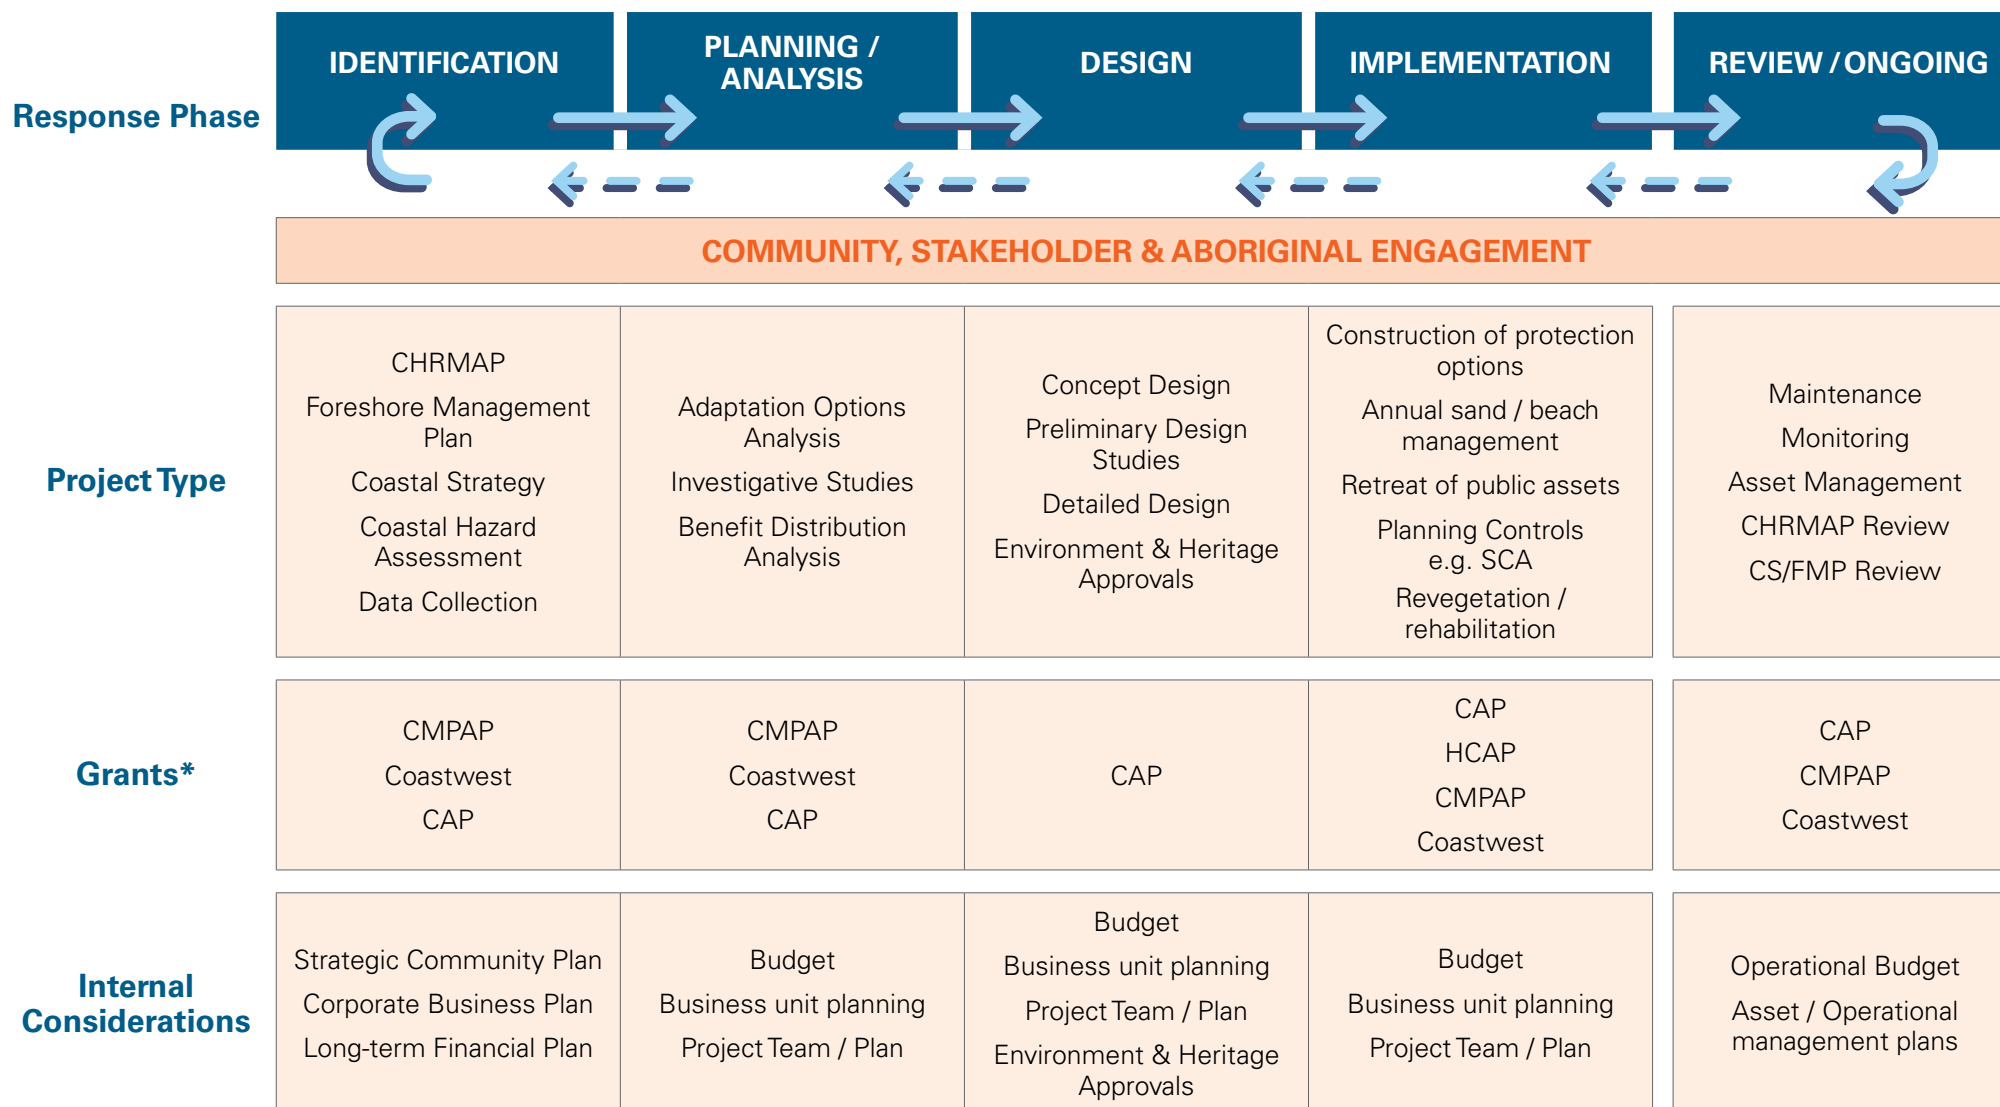 Response Phase
IDENTIFICATION
PLANNING /
ANALYSIS
DESIGN
IMPLEMENTATION
REVIEW / ONGOING
COMMUNITY, STAKEHOLDER & ABORIGINAL ENGAGEMENT
Project Type
CHRMAP
Foreshore Management
Plan
Coastal Strategy
Coastal Hazard
Assessment
Data Collection
Adaptation Options
Analysis
Investigative Studies
Benefit Distribution
Analysis
Concept Design
Preliminary Design
Studies
Detailed Design
Environment & Heritage
Approvals
Construction of protection
options
Annual sand / beach
management
Retreat of public assets
Planning Controls
e.g. SCA
Revegetation /
rehabilitation
Maintenance
Monitoring
Asset Management
CHRMAP Review
CS/FMP Review
Grants*
CMPAP
Coastwest
CAP
CMPAP
Coastwest
CAP
CAP
CAP
HCAP
CMPAP
Coastwest
CAP
CMPAP
Coastwest
Internal
Considerations
Strategic Community Plan
Corporate Business Plan
Long-term Financial Plan
Budget
Business unit planning
Project Team / Plan
Budget
Business unit planning
Project Team / Plan
Environment & Heritage
Approvals
Budget
Business unit planning
Project Team / Plan
Operational Budget
Asset / Operational
management plans